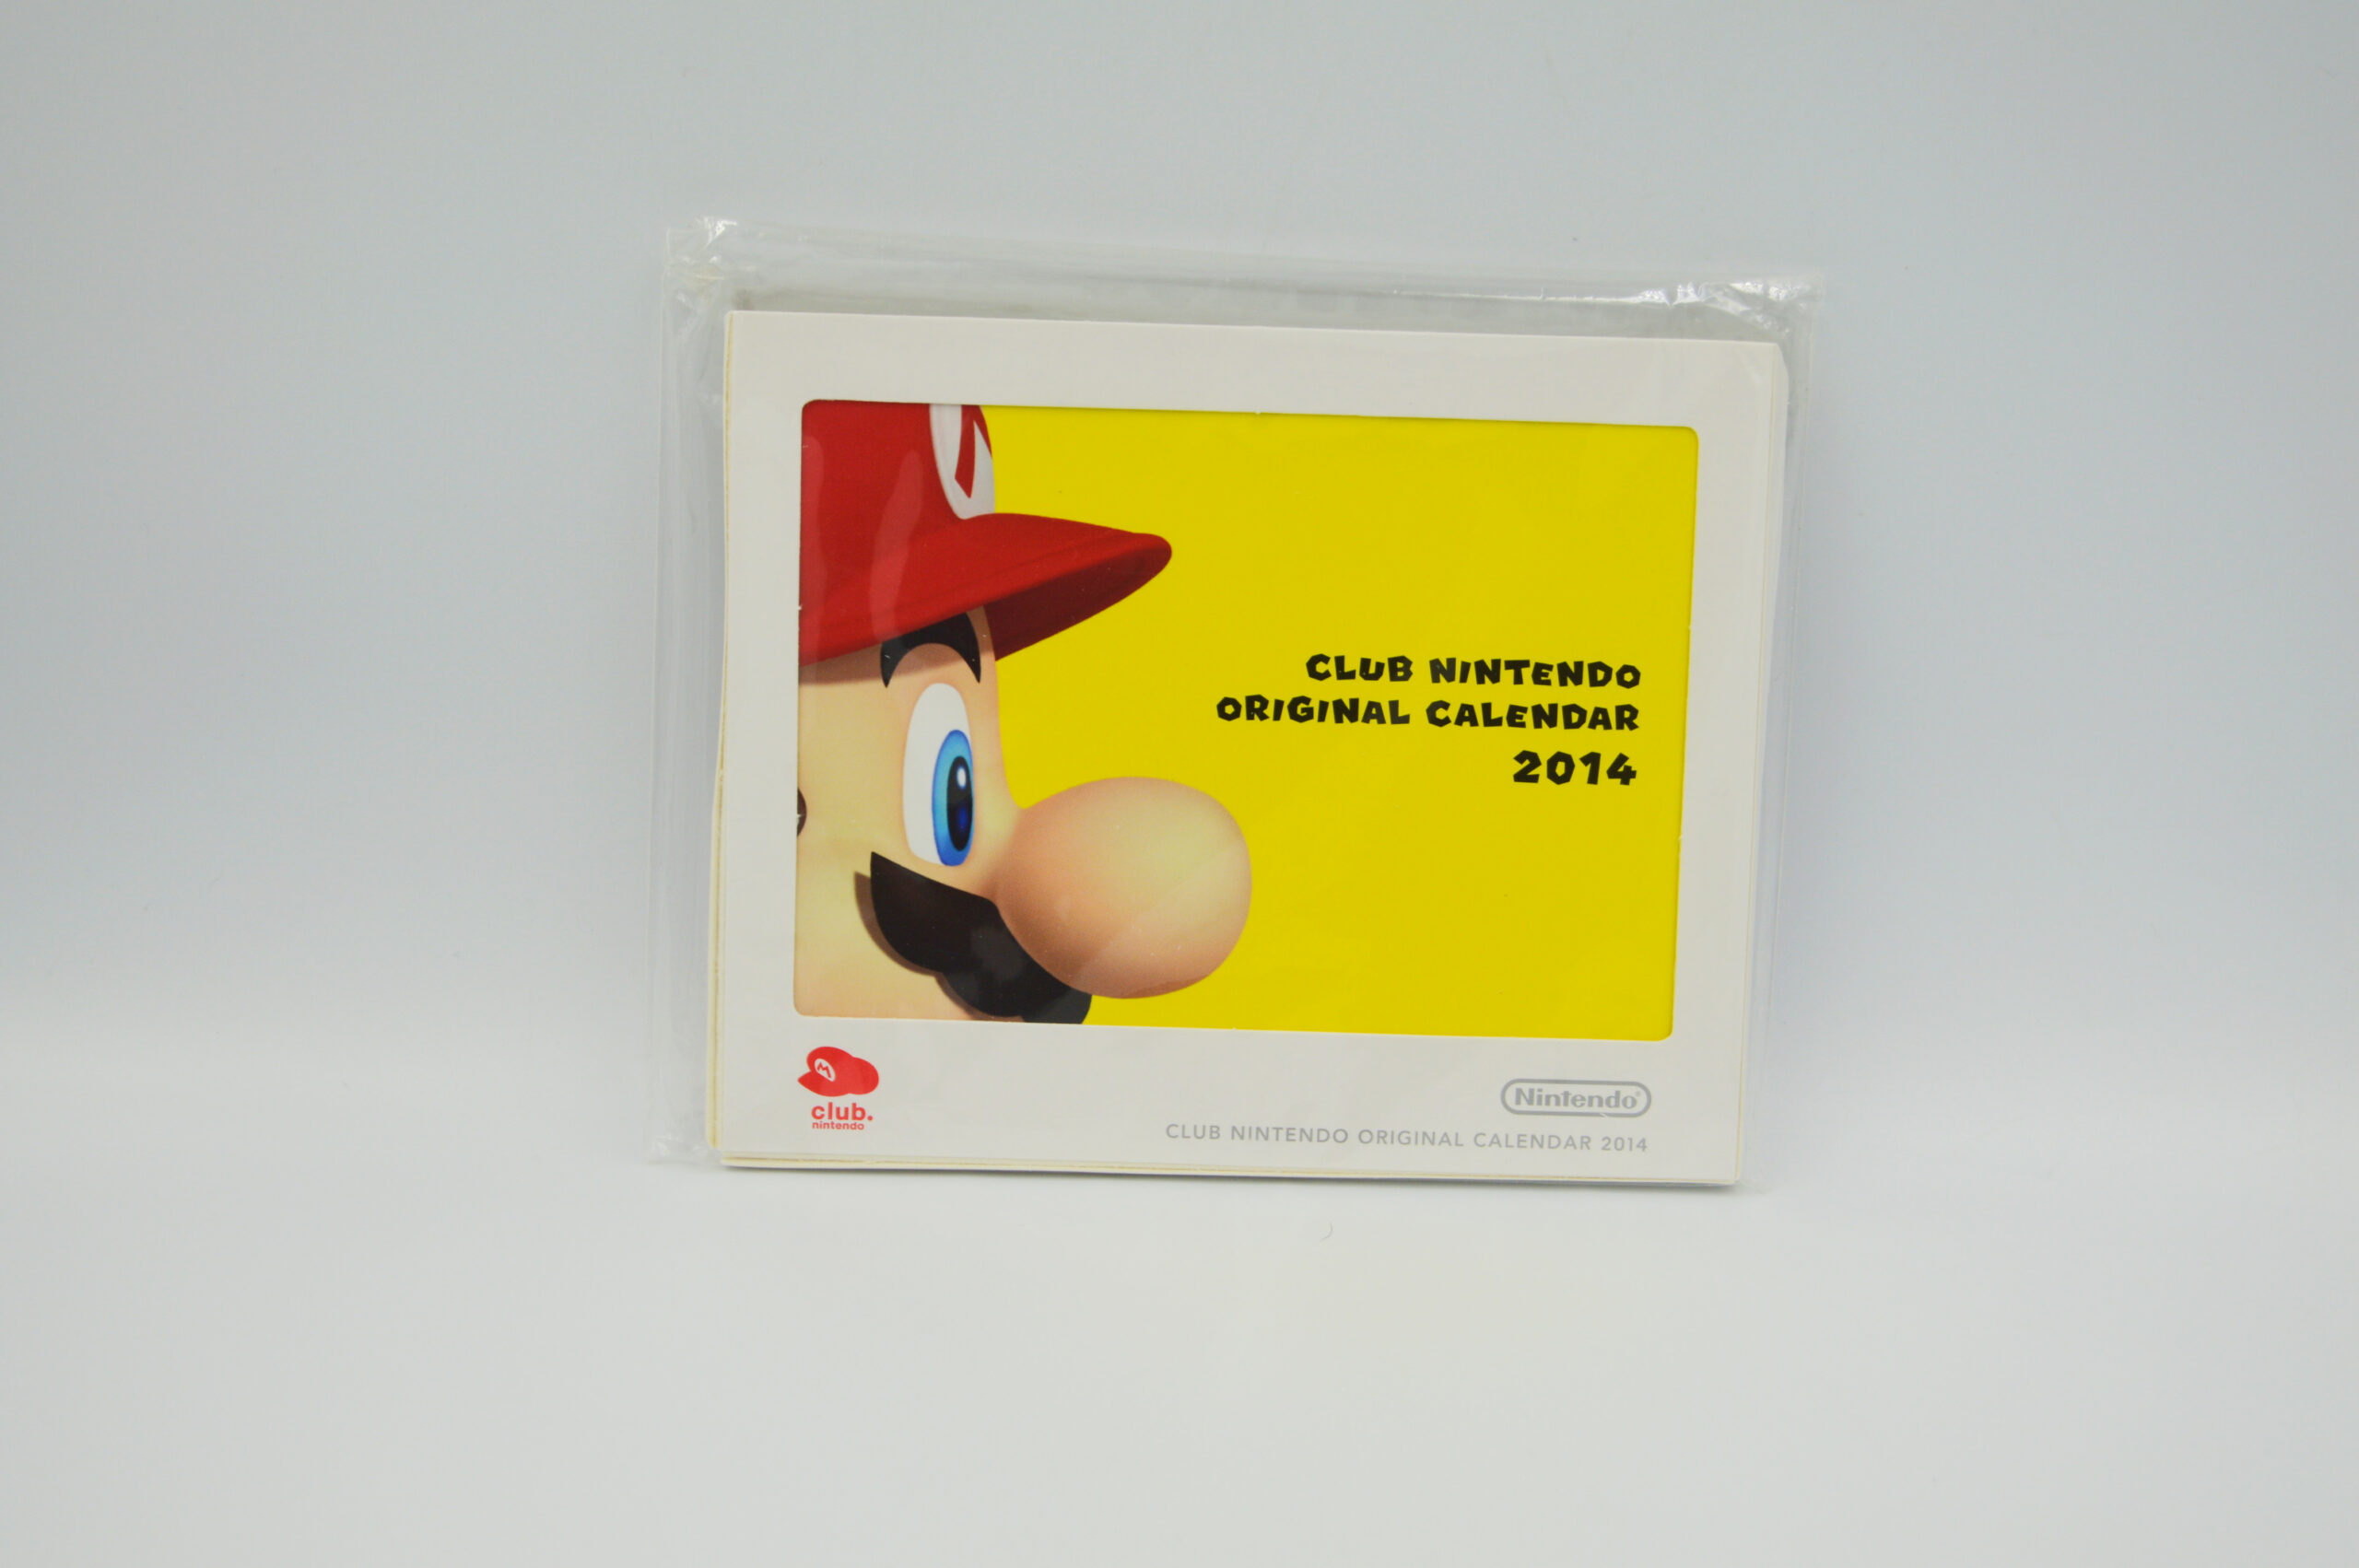 CLUB NINTENDO
ORIGINAL CALENDAR
2014
M
club.
nintendo
Nintendo®
CLUB NINTENDO ORIGINAL CALENDAR 2014